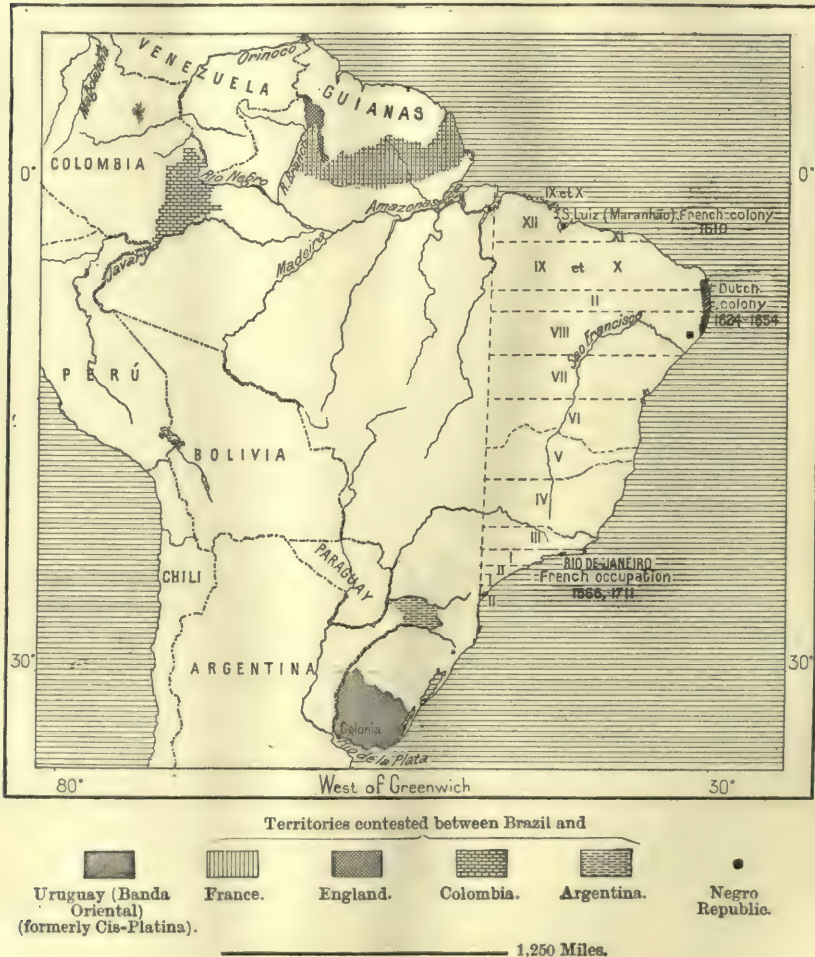 VENEZUELA
Orinoco
Magdelena
GUIANAS
COLOMBIA
0°
0°
Rio Negro
R. Branco
Amazonas
IX et X
S. Luiz (Maranhão) French colony
1610
XII
XI
Javary
Madeira
IX et X
Dutch
colony
1624-1654
II
VIII
São Francisco
PERÚ
VII
VI
BOLIVIA
V
IV
III
CHILI
PARAGUAY
I
II
RIO DE JANEIRO
French occupation
1566, 1711
I
II
30°
ARGENTINA
30°
Colonia
Rio de la Plata
80°
West of Greenwich
30°
Territories contested between Brazil and
Uruguay (Banda
Oriental)
(formerly Cis-Platina).
France.
England.
Colombia.
Argentina.
Negro
Republic.
1,250 Miles.